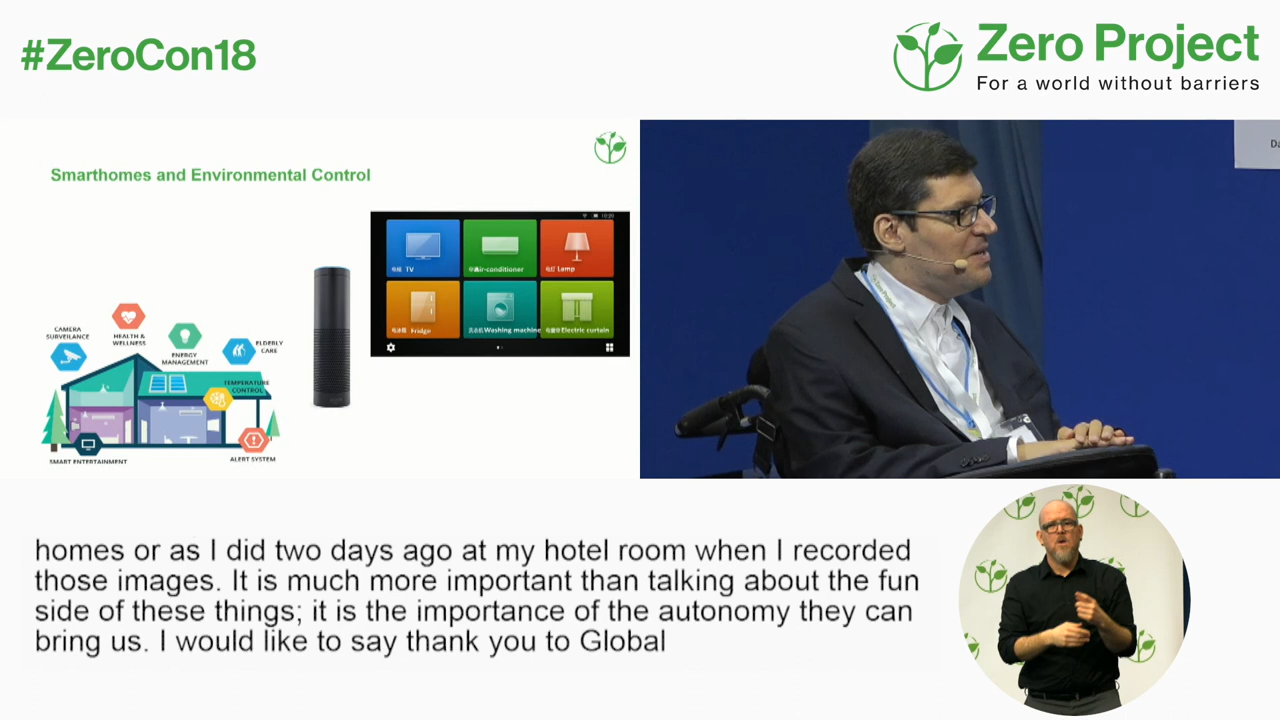 #ZeroCon18
Zero Project
For a world without barriers
Smarthomes and Environmental Control
CAMERA
SURVEILANCE
HEALTH &
WELLNESS
ENERGY
MANAGEMENT
ELDERLY
CARE
TEMPERATURE
CONTROL
SMART ENTERTAINMENT
ALERT SYSTEM
10:20
TV
Air-conditioner
Lamp
Fridge
Washing machine
Electric curtain
Zero Project
homes or as I did two days ago at my hotel room when I recorded
those images. It is much more important than talking about the fun
side of these things; it is the importance of the autonomy they can
bring us. I would like to say thank you to Global